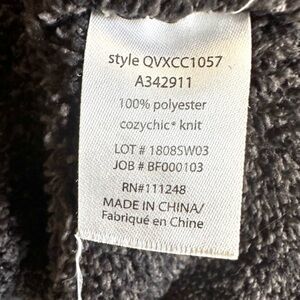 style QVXCC1057
A342911
100% polyester
cozychic* knit
LOT # 1808SW03
JOB # BF000103
RN#111248
MADE IN CHINA/
Fabriqué en Chine